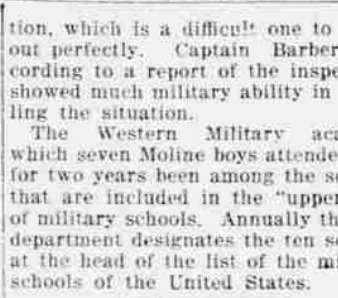 tion, which is a difficult one to
out perfectly. Captain Barber
cording to a report of the inspe
showed much military ability in
ling the situation.
The Western Military aca
which seven Moline boys attende
for two years been among the se
that are included in the "upper
of military schools. Annually th
department designates the ten s
at the head of the list of the mi
schools of the United States.